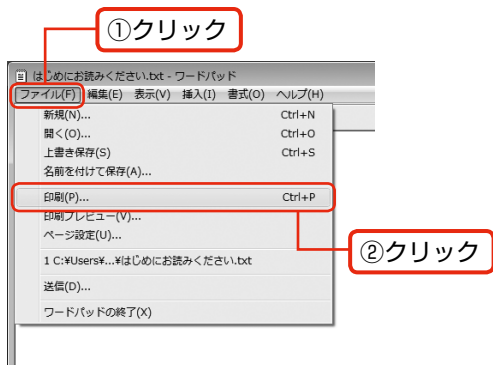 ①クリック
はじめにお読みください.txt - ワードパッド
ファイル(F) 編集(E) 表示(V) 挿入(I) 書式(O) ヘルプ(H)
新規(N)... Ctrl+N
開く(O)... Ctrl+O
上書き保存(S) Ctrl+S
名前を付けて保存(A)...
印刷(P)... Ctrl+P
印刷プレビュー(V)...
ページ設定(U)...
②クリック
1 C:¥Users¥...¥はじめにお読みください.txt
送信(D)...
ワードパッドの終了(X)